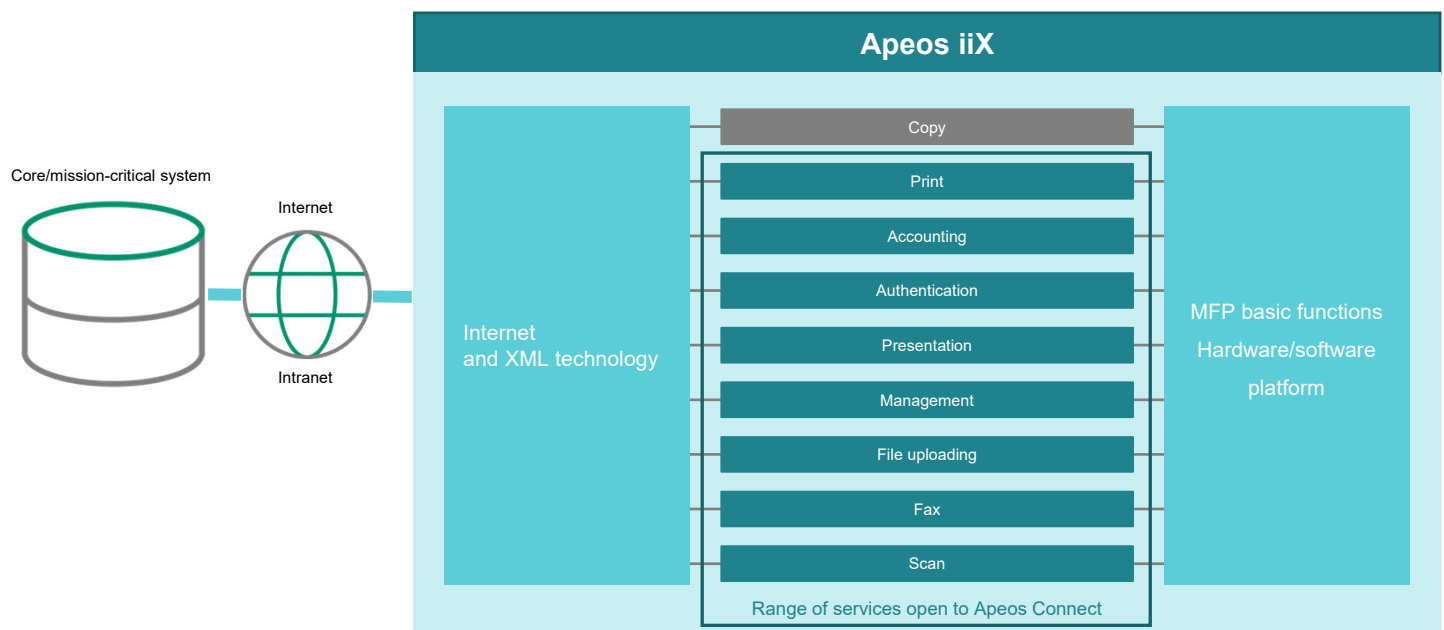 Apeos iiX
Core/mission-critical system
Internet
Intranet
Internet
and XML technology
Copy
Print
Accounting
Authentication
Presentation
Management
File uploading
Fax
Scan
Range of services open to Apeos Connect
MFP basic functions
Hardware/software
platform